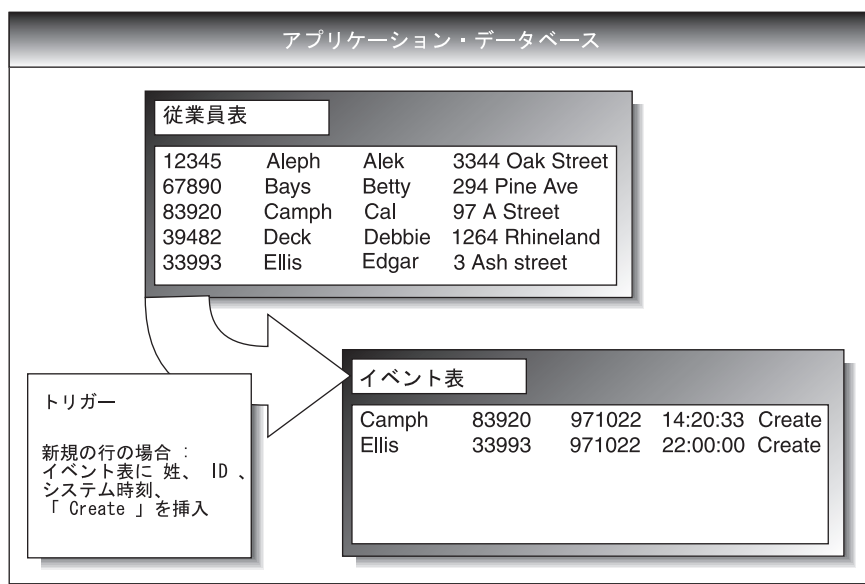 アプリケーション・データベース
従業員表
12345 Aleph Alek 3344 Oak Street
67890 Bays Betty 294 Pine Ave
83920 Camph Cal 97 A Street
39482 Deck Debbie 1264 Rhineland
33993 Ellis Edgar 3 Ash street
イベント表
Camph 83920 971022 14:20:33 Create
Ellis 33993 971022 22:00:00 Create
トリガー
新規の行の場合 :
イベント表に 姓、 ID 、
システム時刻、
「 Create 」を挿入